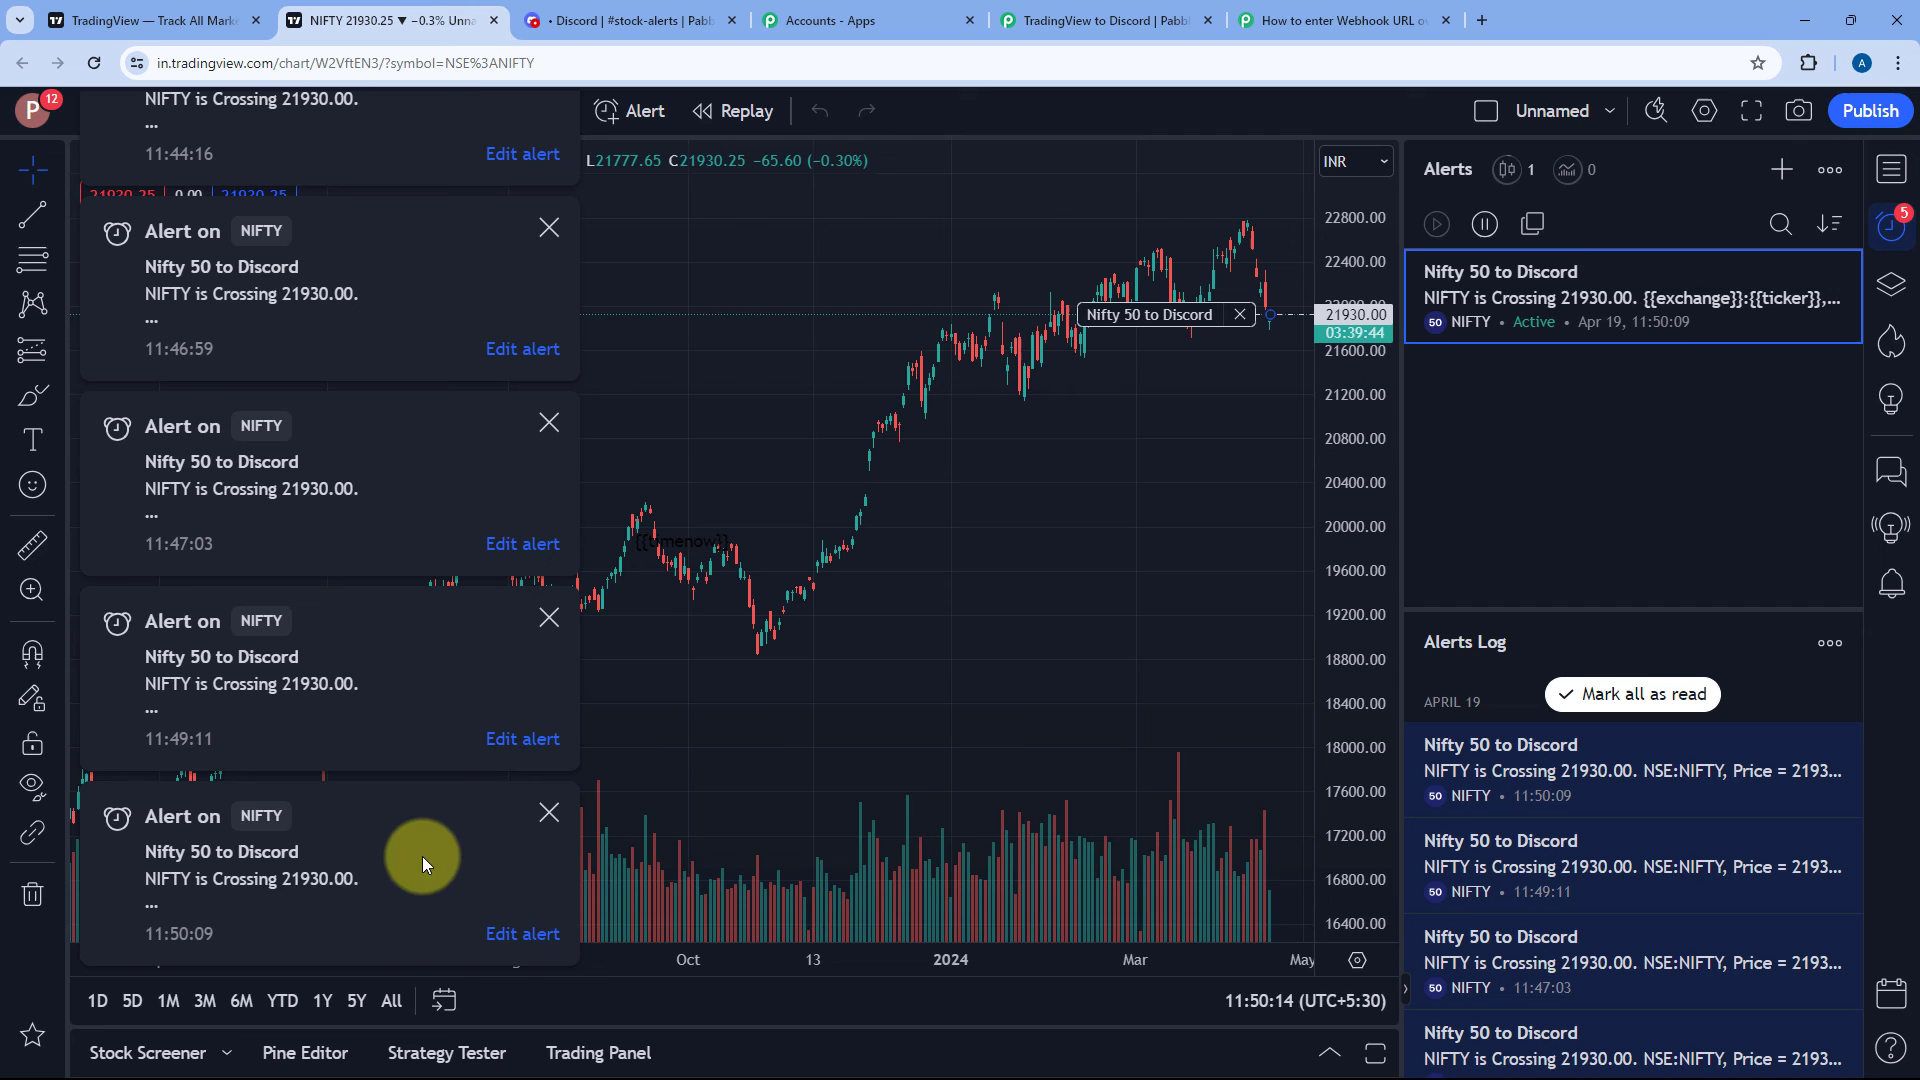 TradingView — Track All Mark
NIFTY 21930.25 ▼ −0.3% Unna
• Discord | #stock-alerts | Pabb
Accounts - Apps
TradingView to Discord | Pabbl
How to enter Webhook URL o
A
in.tradingview.com/chart/W2VftEN3/?symbol=NSE%3ANIFTY
P
12
Alert
Replay
Unnamed
Publish
NIFTY is Crossing 21930.00.
...
11:44:16
Edit alert
L21777.65 C21930.25 −65.60 (−0.30%)
INR
21930.25 0.00 21930.25
Alert on NIFTY
Nifty 50 to Discord
NIFTY is Crossing 21930.00.
...
11:46:59
Edit alert
Alert on NIFTY
Nifty 50 to Discord
NIFTY is Crossing 21930.00.
...
11:47:03
Edit alert
Alert on NIFTY
Nifty 50 to Discord
NIFTY is Crossing 21930.00.
...
11:49:11
Edit alert
Alert on NIFTY
Nifty 50 to Discord
NIFTY is Crossing 21930.00.
...
11:50:09
Edit alert
Nifty 50 to Discord
{{timenow}}
22800.00
22400.00
22000.00
21930.00
03:39:44
21600.00
21200.00
20800.00
20400.00
20000.00
19600.00
19200.00
18800.00
18400.00
18000.00
17600.00
17200.00
16800.00
16400.00
Oct
13
2024
Mar
May
1D 5D 1M 3M 6M YTD 1Y 5Y All
11:50:14 (UTC+5:30)
Stock Screener
Pine Editor
Strategy Tester
Trading Panel
Alerts
1
0
5
Nifty 50 to Discord
NIFTY is Crossing 21930.00. {{exchange}}:{{ticker}},...
50 NIFTY • Active • Apr 19, 11:50:09
Alerts Log
APRIL 19
Mark all as read
Nifty 50 to Discord
NIFTY is Crossing 21930.00. NSE:NIFTY, Price = 2193...
50 NIFTY • 11:50:09
Nifty 50 to Discord
NIFTY is Crossing 21930.00. NSE:NIFTY, Price = 2193...
50 NIFTY • 11:49:11
Nifty 50 to Discord
NIFTY is Crossing 21930.00. NSE:NIFTY, Price = 2193...
50 NIFTY • 11:47:03
Nifty 50 to Discord
NIFTY is Crossing 21930.00. NSE:NIFTY, Price = 2193...